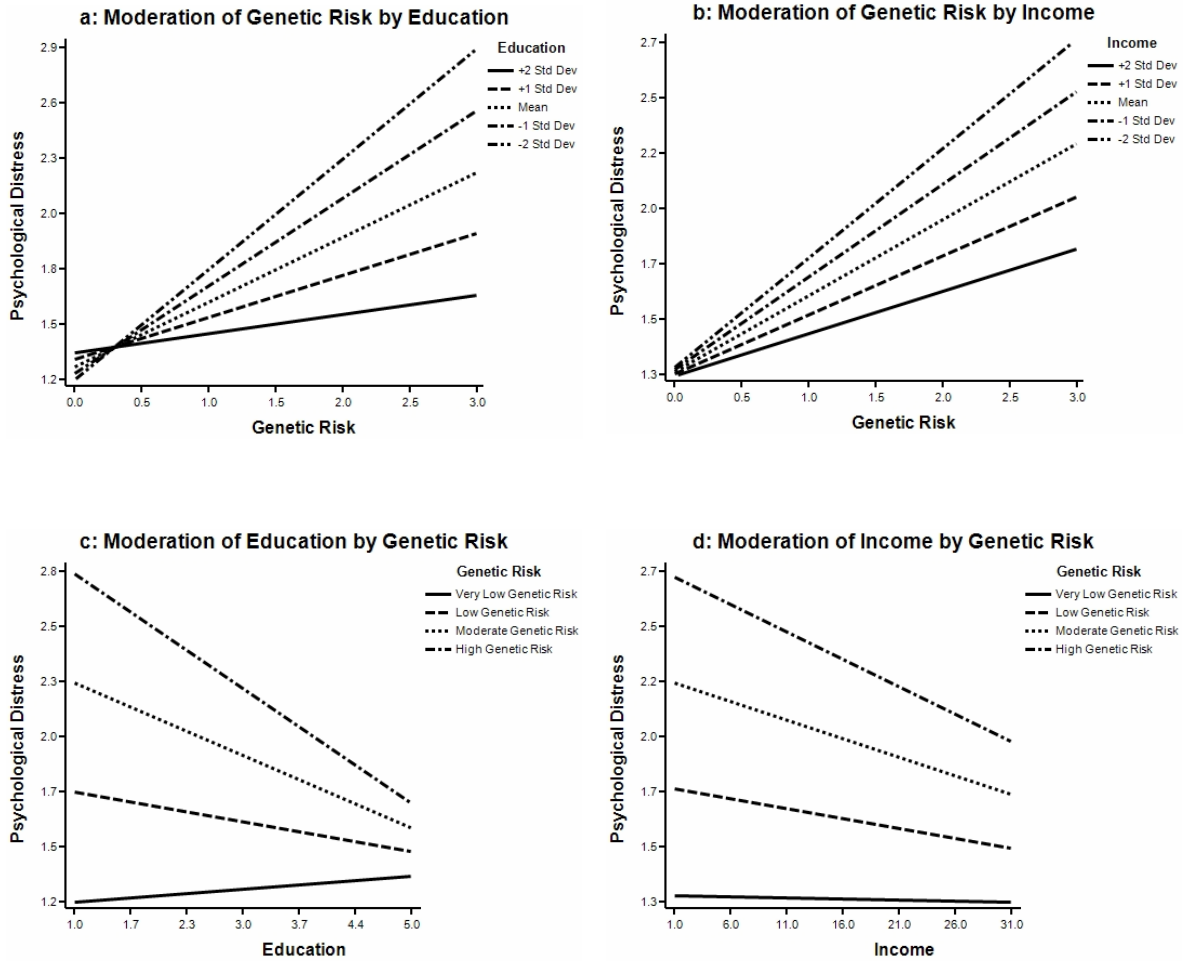 a: Moderation of Genetic Risk by Education
Psychological Distress
2.9
2.6
2.3
2.0
1.8
1.5
1.2
0.0 0.5 1.0 1.5 2.0 2.5 3.0
Genetic Risk
Education
+2 Std Dev
+1 Std Dev
Mean
-1 Std Dev
-2 Std Dev
b: Moderation of Genetic Risk by Income
Psychological Distress
2.7
2.5
2.2
2.0
1.7
1.5
1.3
0.0 0.5 1.0 1.5 2.0 2.5 3.0
Genetic Risk
Income
+2 Std Dev
+1 Std Dev
Mean
-1 Std Dev
-2 Std Dev
c: Moderation of Education by Genetic Risk
Psychological Distress
2.8
2.5
2.3
2.0
1.7
1.5
1.2
1.0 1.7 2.3 3.0 3.7 4.4 5.0
Education
Genetic Risk
Very Low Genetic Risk
Low Genetic Risk
Moderate Genetic Risk
High Genetic Risk
d: Moderation of Income by Genetic Risk
Psychological Distress
2.7
2.5
2.2
2.0
1.7
1.5
1.3
1.0 6.0 11.0 16.0 21.0 26.0 31.0
Income
Genetic Risk
Very Low Genetic Risk
Low Genetic Risk
Moderate Genetic Risk
High Genetic Risk